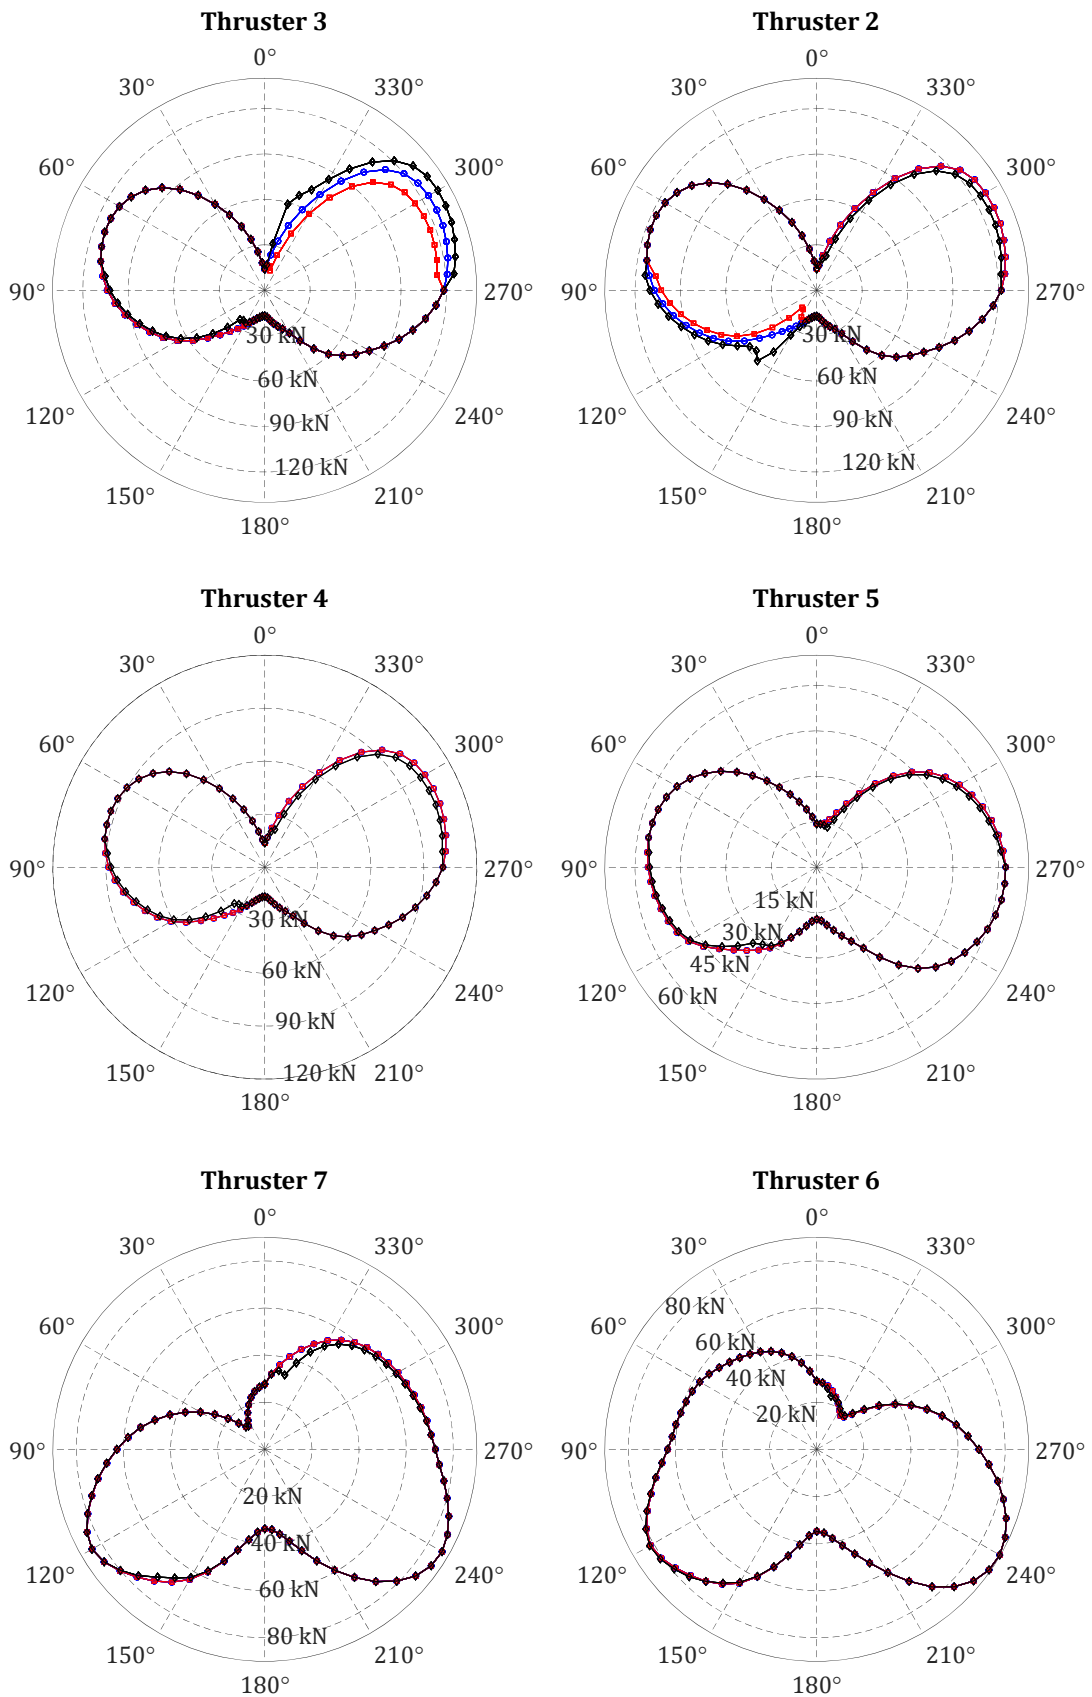 Thruster 3 Thruster 2
0° 0°
30° 330° 30° 330°
60° 300° 60° 300°
90° 270° 90° 270°
30 kN 30 kN
60 kN 60 kN
120° 240° 120° 240°
90 kN 90 kN
120 kN 120 kN
150° 210° 150° 210°
180° 180°
Thruster 4 Thruster 5
0° 0°
30° 330° 30° 330°
60° 300° 60° 300°
90° 270° 90° 270°
15 kN
30 kN 30 kN
60 kN 45 kN
120° 240° 60 kN 120° 240°
90 kN
150° 120 kN 210° 150° 210°
180° 180°
Thruster 7 Thruster 6
0° 0°
30° 330° 30° 330°
80 kN
60° 300° 60° 60 kN 300°
40 kN
20 kN
90° 270° 90° 270°
20 kN
40 kN
120° 240° 120° 240°
60 kN
80 kN
150° 210° 150° 210°
180° 180°